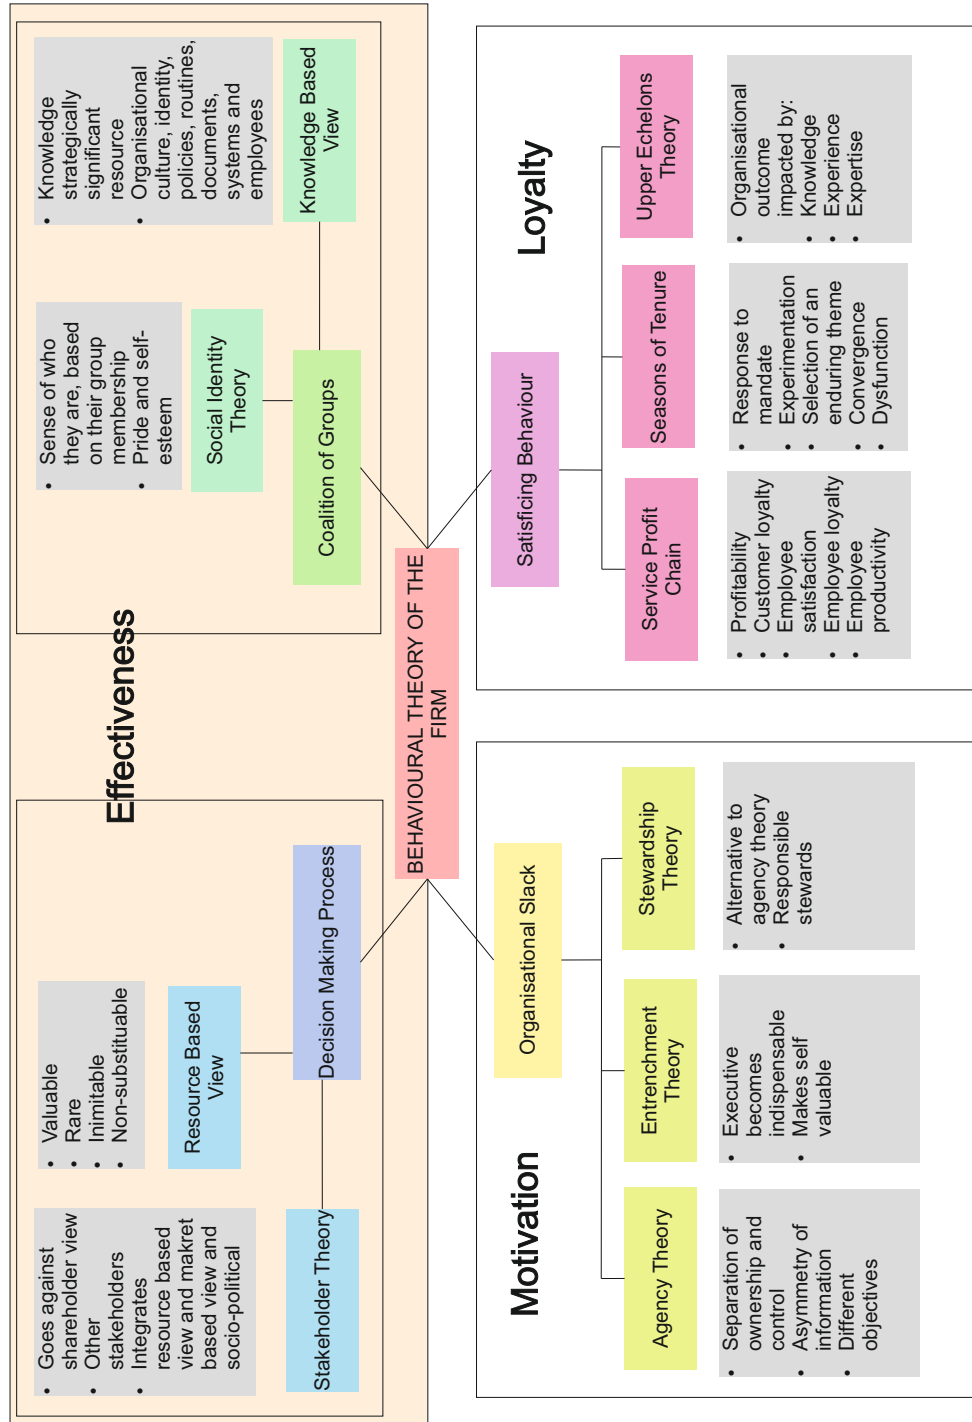 Effectiveness
• Goes against
shareholder view
• Other
stakeholders
• Integrates
resource based
view and makret
based view and
socio-political
Stakeholder Theory
• Valuable
• Rare
• Inimitable
• Non-substituable
Resource Based
View
Decision Making Process
• Sense of who
they are, based
on their group
membership
• Pride and self-
esteem
Social Identity
Theory
• Knowledge
strategically
significant
resource
• Organisational
culture, identity,
policies, routines,
documents,
systems and
employees
Knowledge Based
View
Coalition of Groups
BEHAVIOURAL THEORY OF THE
FIRM
Motivation
Organisational Slack
Agency Theory
• Separation of
ownership and
control
• Asymmetry of
information
• Different
objectives
Entrenchment
Theory
• Executive
becomes
indispensable
• Makes self
valuable
Stewardship
Theory
• Alternative to
agency theory
• Responsible
stewards
Loyalty
Satisficing Behaviour
Service Profit
Chain
• Profitability
• Customer loyalty
• Employee
satisfaction
• Employee loyalty
• Employee
productivity
Seasons of Tenure
• Response to
mandate
• Experimentation
• Selection of an
enduring theme
• Convergence
• Dysfunction
Upper Echelons
Theory
• Organisational
outcome
impacted by:
• Knowledge
• Experience
• Expertise